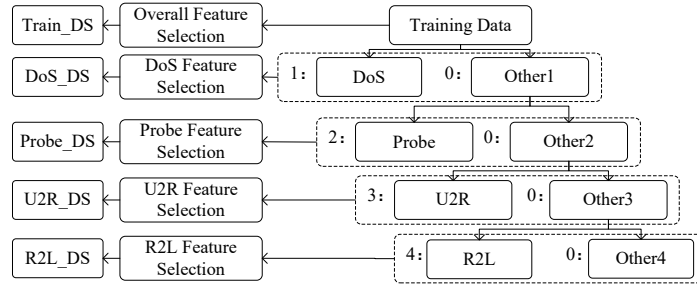 Train_DS
Overall Feature
Selection
Training Data
DoS_DS
DoS Feature
Selection
1:
DoS
0:
Other1
Probe_DS
Probe Feature
Selection
2:
Probe
0:
Other2
U2R_DS
U2R Feature
Selection
3:
U2R
0:
Other3
R2L_DS
R2L Feature
Selection
4:
R2L
0:
Other4